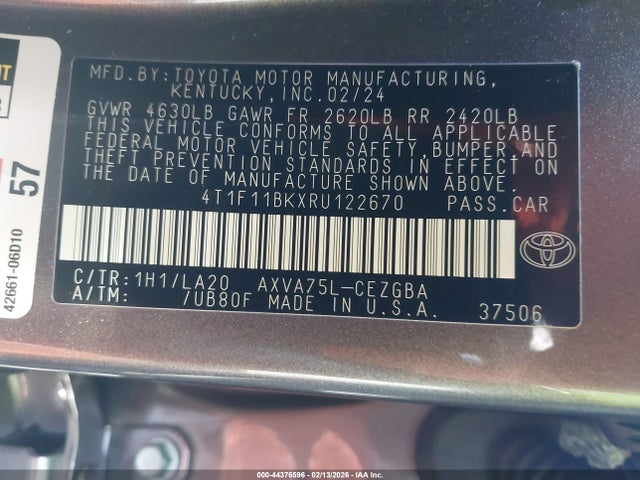 MFD. BY: TOYOTA MOTOR MANUFACTURING,
KENTUCKY, INC. 02/24
GVWR 4630LB GAWR FR 2620LB RR 2420LB
THIS VEHICLE CONFORMS TO ALL APPLICABLE
FEDERAL MOTOR VEHICLE SAFETY, BUMPER, AND
THEFT PREVENTION STANDARDS IN EFFECT ON
THE DATE OF MANUFACTURE SHOWN ABOVE.
4T1F11BKXRU122670 PASS.CAR
C/TR: 1H1/LA20 AXVA75L-CEZGBA
A/TM: /UB80F MADE IN U.S.A. 37506
57
42661-06D10
000-44376596 - 02/13/2026 - IAA Inc.